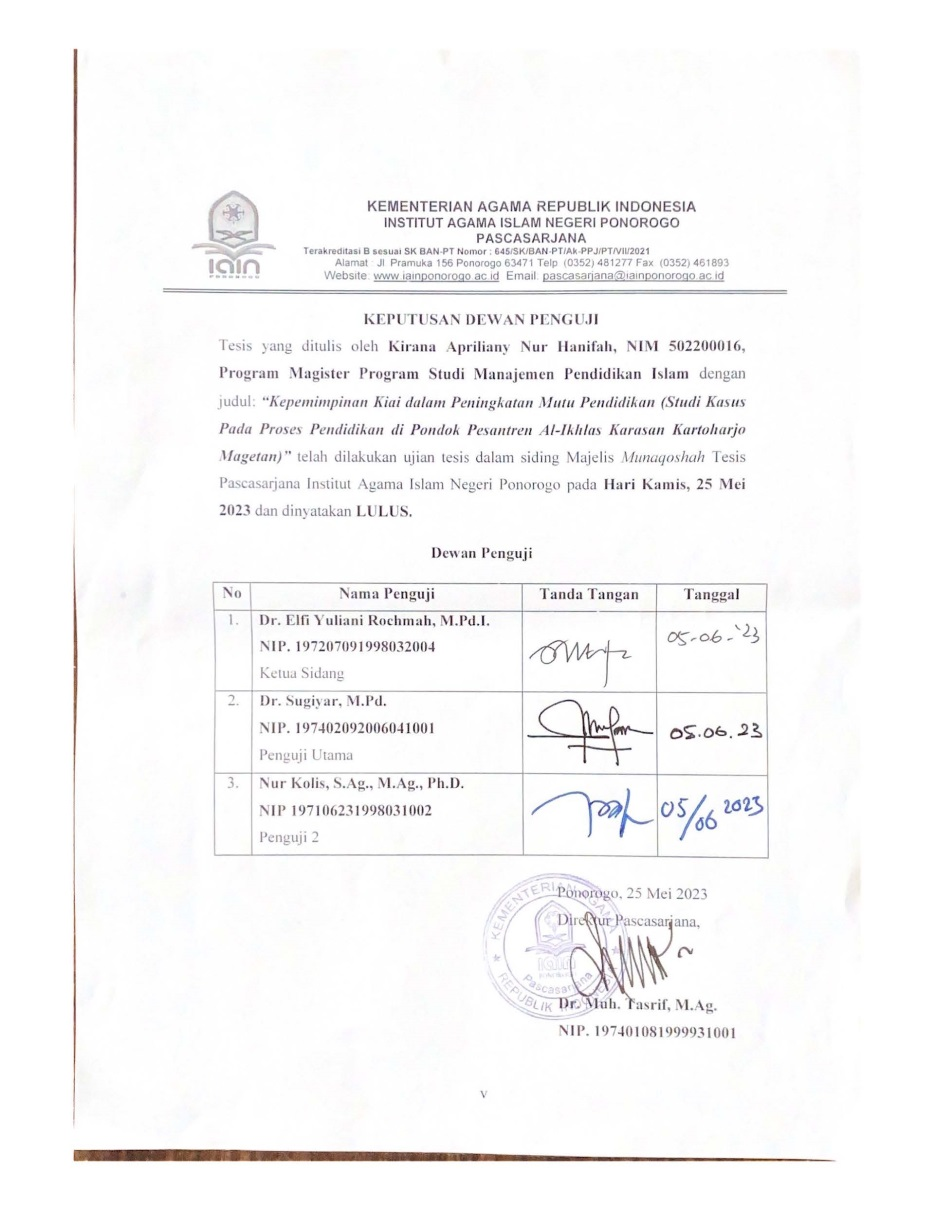 iain
PONOROGO
KEMENTERIAN AGAMA REPUBLIK INDONESIA
INSTITUT AGAMA ISLAM NEGERI PONOROGO
PASCASARJANA
Terakreditasi B sesuai SK BAN-PT Nomor : 645/SK/BAN-PT/Ak-PPJ/PT/VII/2021
Alamat : Jl. Pramuka 156 Ponorogo 63471 Telp (0352) 481277 Fax (0352) 461893
Website: www.iainponorogo.ac.id Email: pascasarjana@iainponorogo.ac.id
KEPUTUSAN DEWAN PENGUJI
Tesis yang ditulis oleh Kirana Apriliany Nur Hanifah, NIM 502200016,
Program Magister Program Studi Manajemen Pendidikan Islam dengan
judul: “Kepemimpinan Kiai dalam Peningkatan Mutu Pendidikan (Studi Kasus
Pada Proses Pendidikan di Pondok Pesantren Al-Ikhlas Karasan Kartoharjo
Magetan)” telah dilakukan ujian tesis dalam siding Majelis Munaqoshah Tesis
Pascasarjana Institut Agama Islam Negeri Ponorogo pada Hari Kamis, 25 Mei
2023 dan dinyatakan LULUS.
Dewan Penguji
No Nama Penguji Tanda Tangan Tanggal
1. Dr. Elfi Yuliani Rochmah, M.Pd.I. 05-06-'23
NIP. 197207091998032004
Ketua Sidang
2. Dr. Sugiyar, M.Pd. 05.06.23
NIP. 197402092006041001
Penguji Utama
3. Nur Kolis, S.Ag., M.Ag., Ph.D. 05/06 2023
NIP 197106231998031002
Penguji 2
Ponorogo, 25 Mei 2023
Direktur Pascasarjana,
KEMENTERIAN AGAMA
IAIN
Pascasarjana
REPUBLIK INDONESIA
Dr. Muh. Tasrif, M.Ag.
NIP. 197401081999931001
v